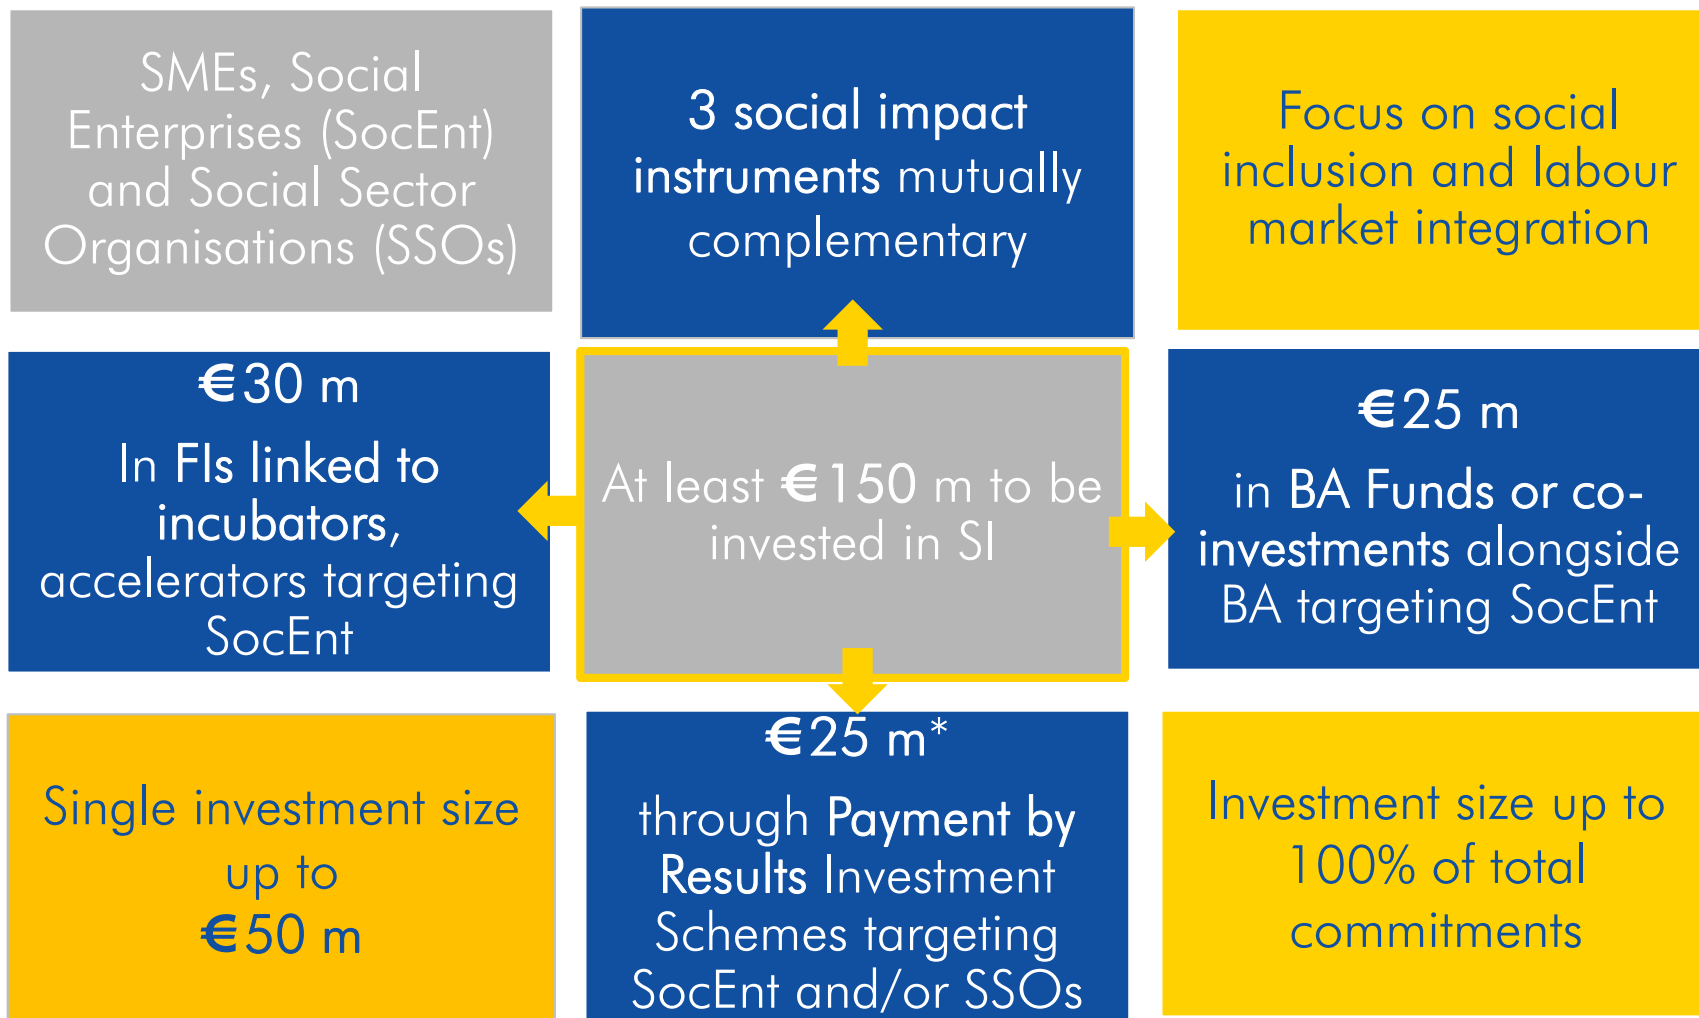 SMEs, Social
Enterprises (SocEnt)
and Social Sector
Organisations (SSOs)
3 social impact
instruments mutually
complementary
Focus on social
inclusion and labour
market integration
€30 m
In FIs linked to
incubators,
accelerators targeting
SocEnt
At least €150 m to be
invested in SI
€25 m
in BA Funds or co-
investments alongside
BA targeting SocEnt
Single investment size
up to
€50 m
€25 m*
through Payment by
Results Investment
Schemes targeting
SocEnt and/or SSOs
Investment size up to
100% of total
commitments